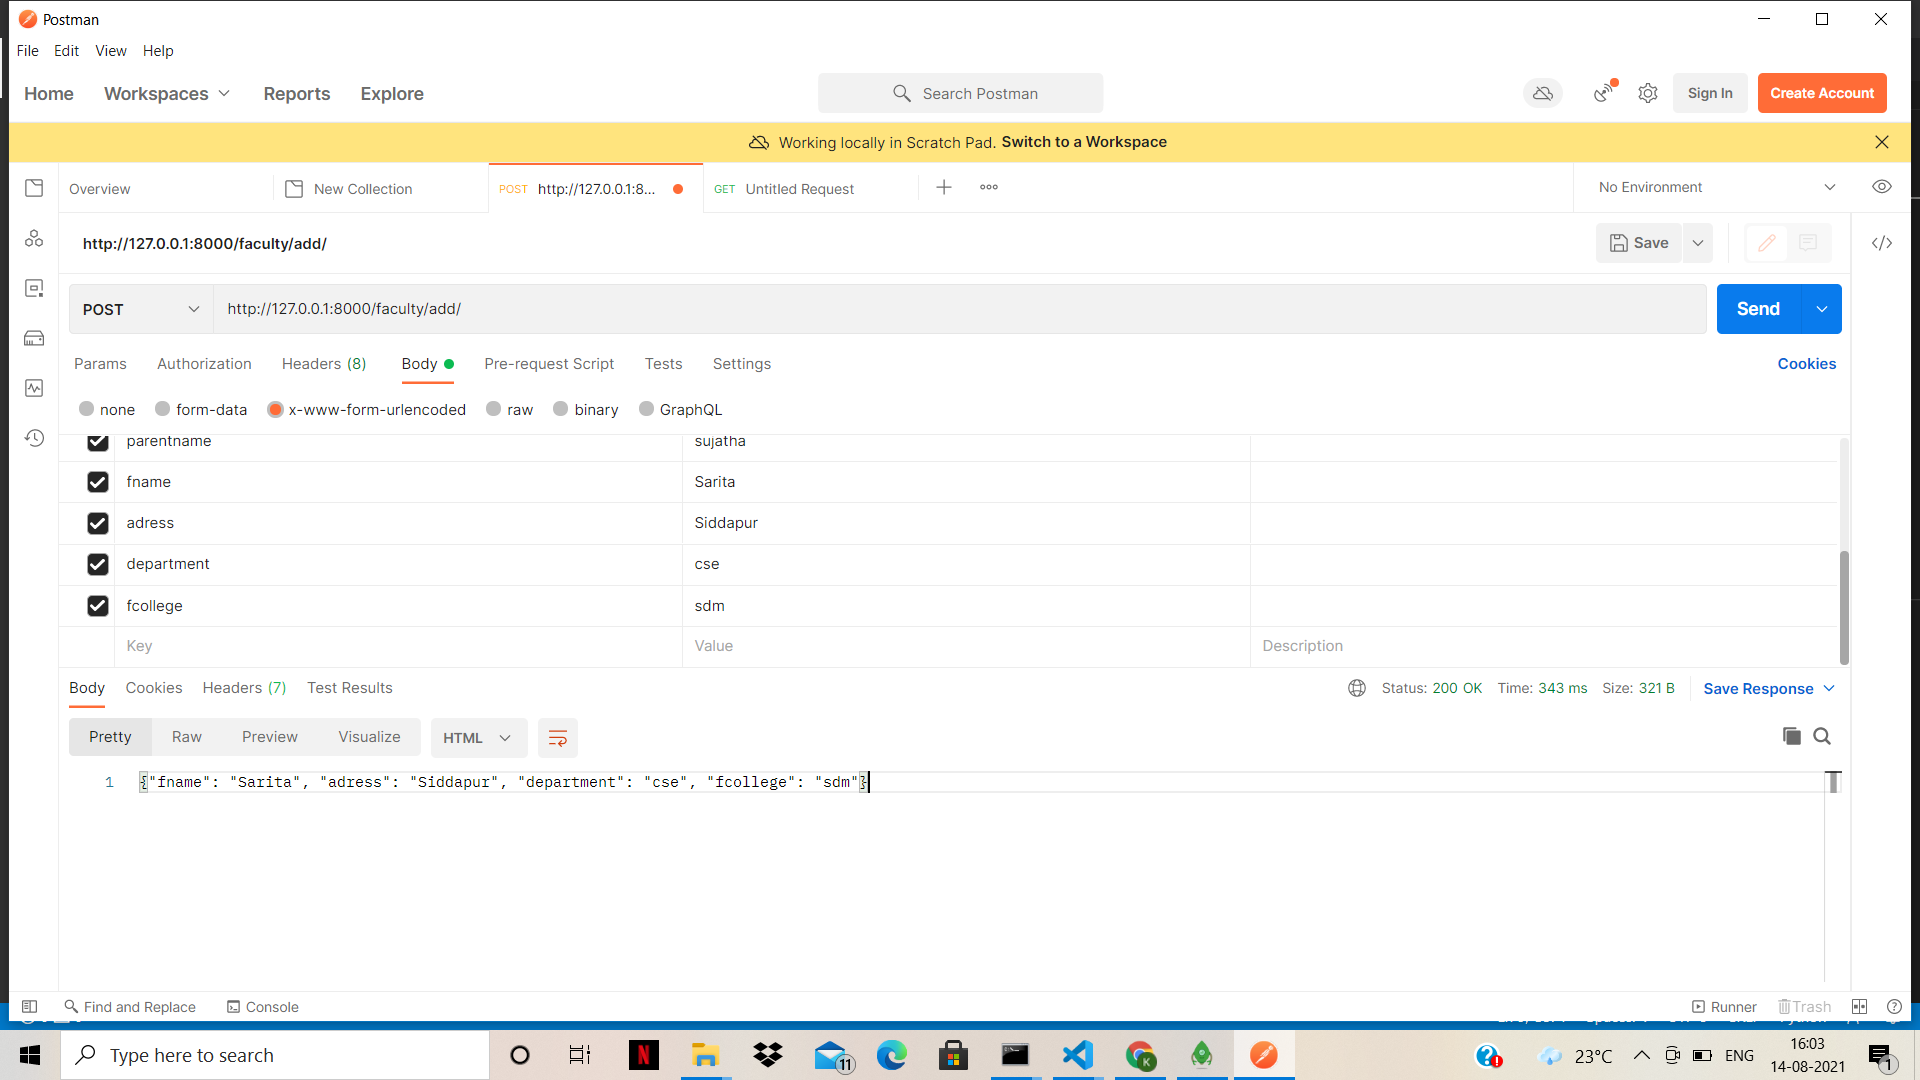 Postman
File Edit View Help
Home Workspaces Reports Explore Search Postman Sign In Create Account
Working locally in Scratch Pad. Switch to a Workspace
Overview New Collection POST http://127.0.0.1:8... GET Untitled Request No Environment
http://127.0.0.1:8000/faculty/add/ Save
POST http://127.0.0.1:8000/faculty/add/ Send
Params Authorization Headers (8) Body Pre-request Script Tests Settings Cookies
none form-data x-www-form-urlencoded raw binary GraphQL
parentname sujatha
fname Sarita
adress Siddapur
department cse
fcollege sdm
Key Value Description
Body Cookies Headers (7) Test Results Status: 200 OK Time: 343 ms Size: 321 B Save Response
Pretty Raw Preview Visualize HTML
1 {"fname": "Sarita", "adress": "Siddapur", "department": "cse", "fcollege": "sdm"}
Find and Replace Console Runner Trash
Type here to search 11 K 23°C ENG 16:03
14-08-2021 1